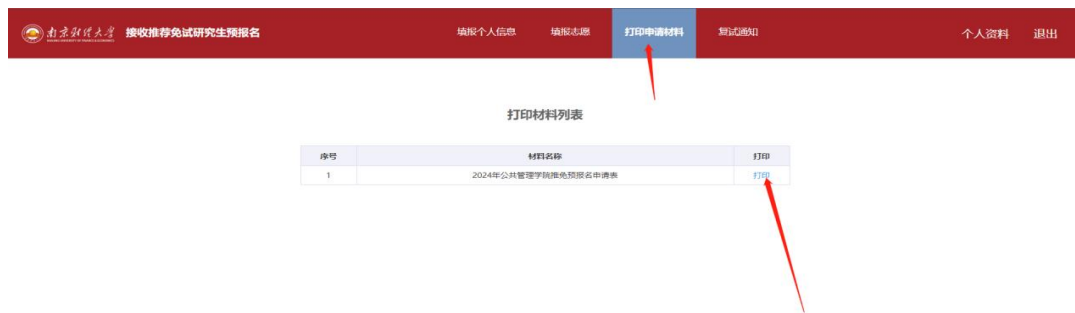 南京财经大学 接收推荐免试研究生预报名 填报个人信息 填报志愿 打印申请材料 复试通知 个人资料 退出
打印材料列表
序号 材料名称 打印
1 2024年公共管理学院推免预报名申请表 打印